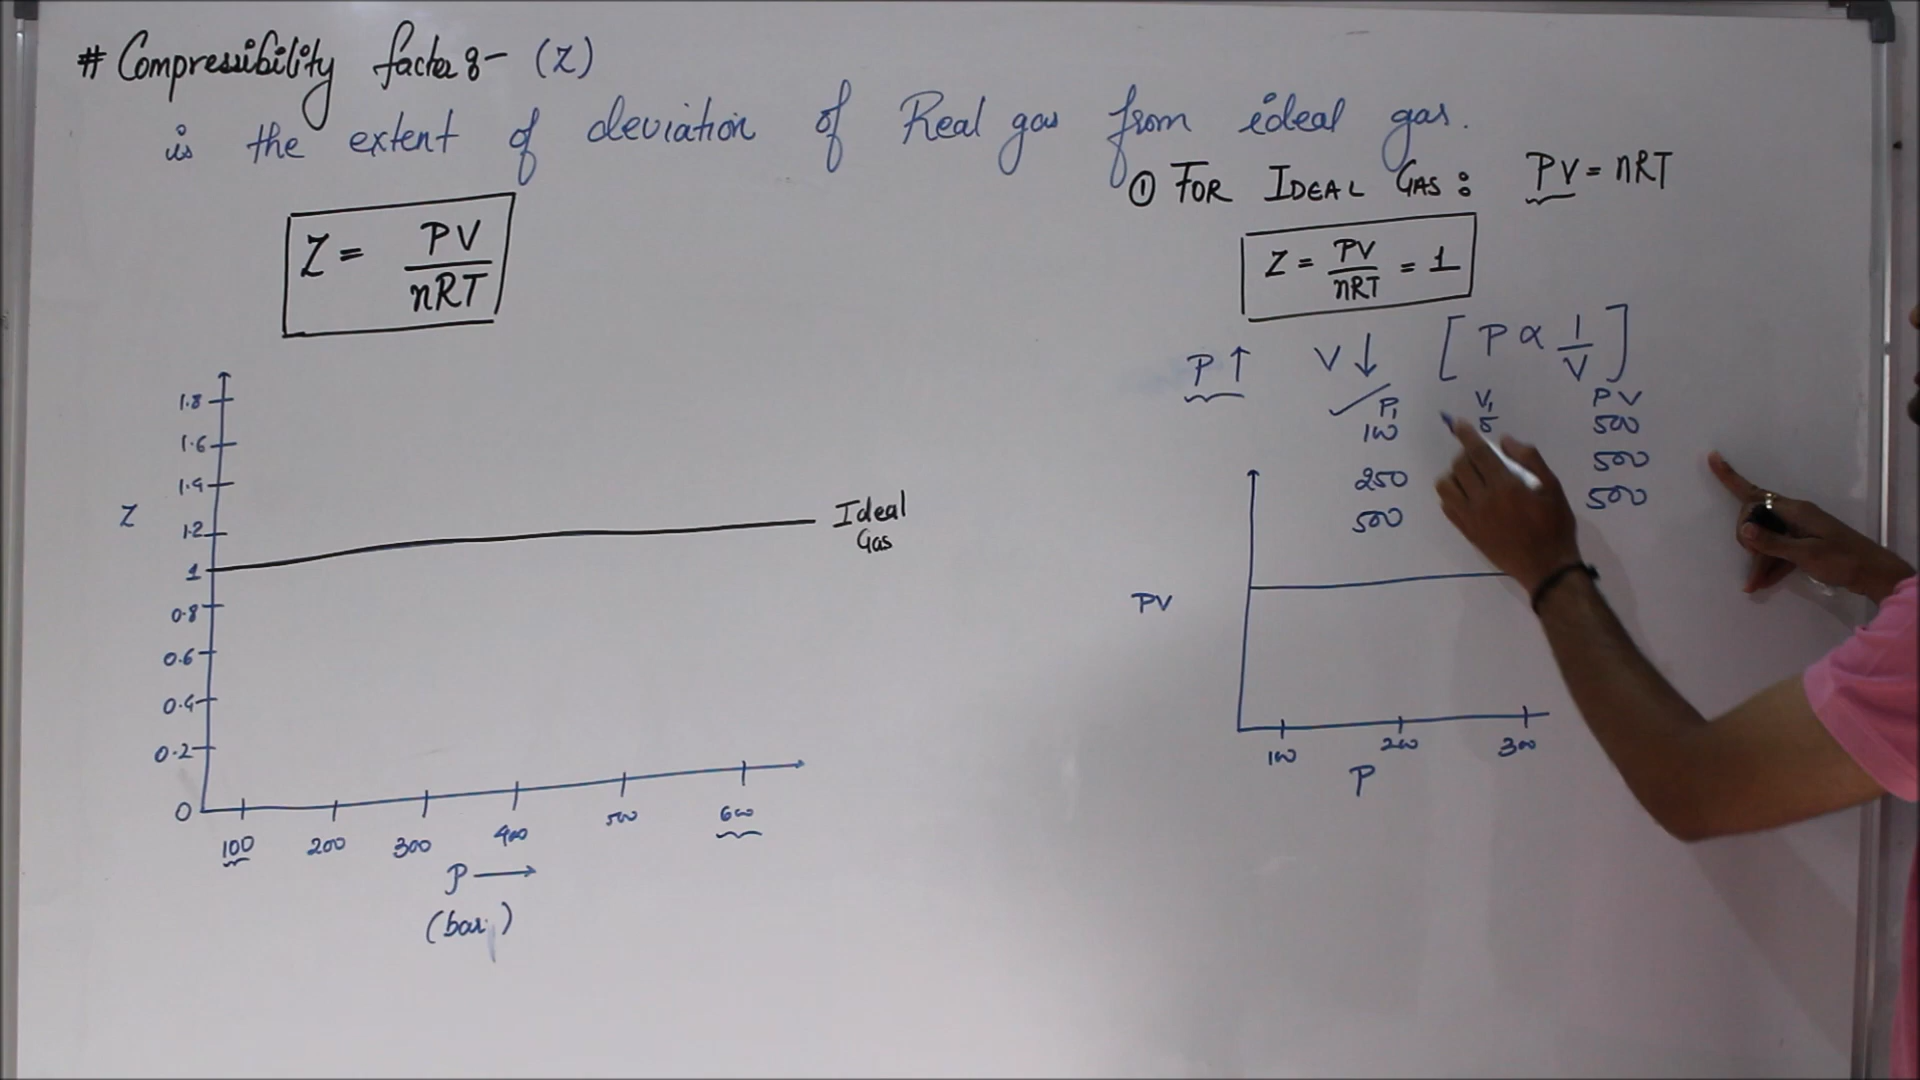 # Compressibility factor :- (Z)
is the extent of deviation of Real gas from ideal gas.
Z = PV / nRT
① FOR IDEAL GAS : PV = nRT
Z = PV / nRT = 1
P ↑ V ↓ [ P ∝ 1 / V ]
P₁ V₁ PV
100 5 500
250 500
500 500
1.8
1.6
1.4
1.2
1
0.8
0.6
0.4
0.2
0
Z
Ideal
Gas
100 200 300 400 500 600
P →
(bar)
PV
100 200 300
P